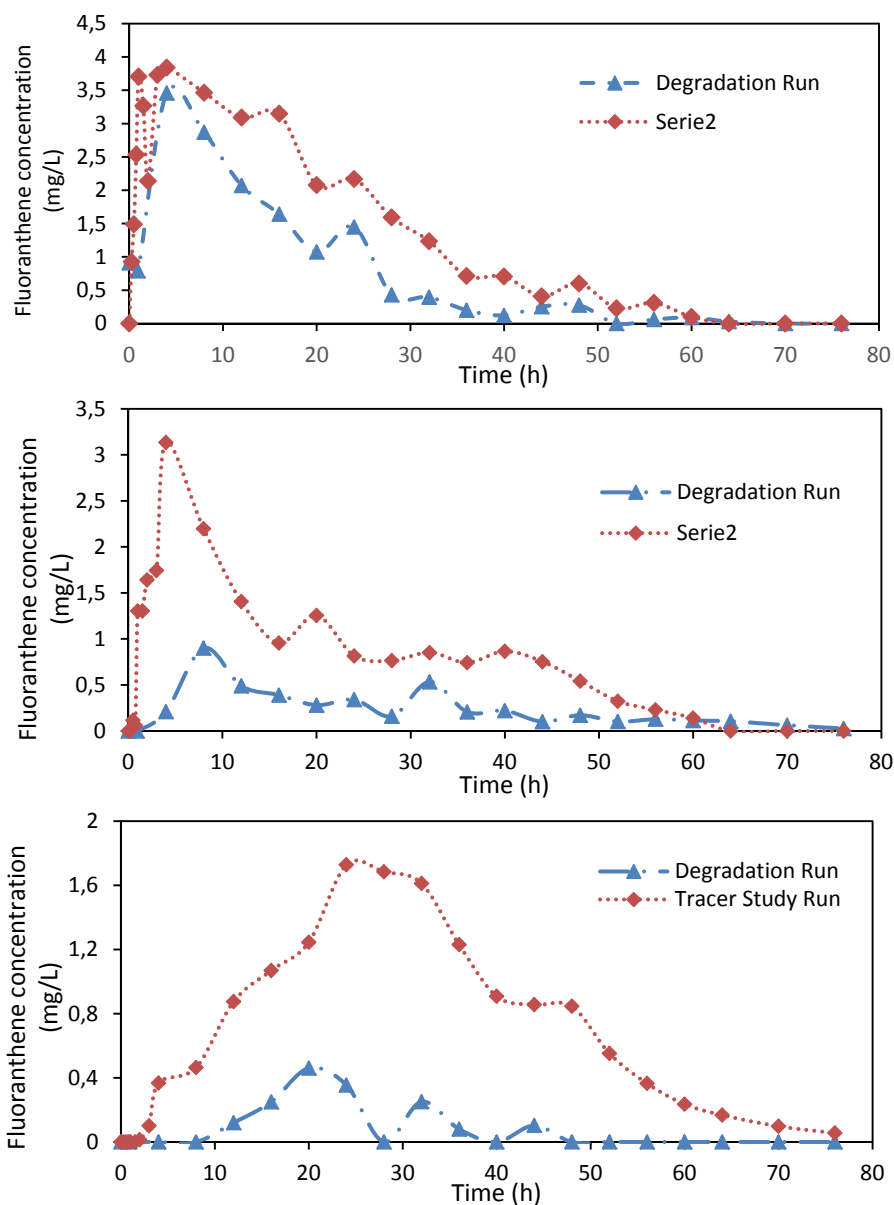 Fluoranthene concentration
(mg/L)
4,5
4
3,5
3
2,5
2
1,5
1
0,5
0
Degradation Run
Serie2
0 10 20 30 40 50 60 70 80
Time (h)
Fluoranthene concentration
(mg/L)
3,5
3
2,5
2
1,5
1
0,5
0
Degradation Run
Serie2
0 10 20 30 40 50 60 70 80
Time (h)
Fluoranthene concentration
(mg/L)
2
1,6
1,2
0,8
0,4
0
Degradation Run
Tracer Study Run
0 10 20 30 40 50 60 70 80
Time (h)